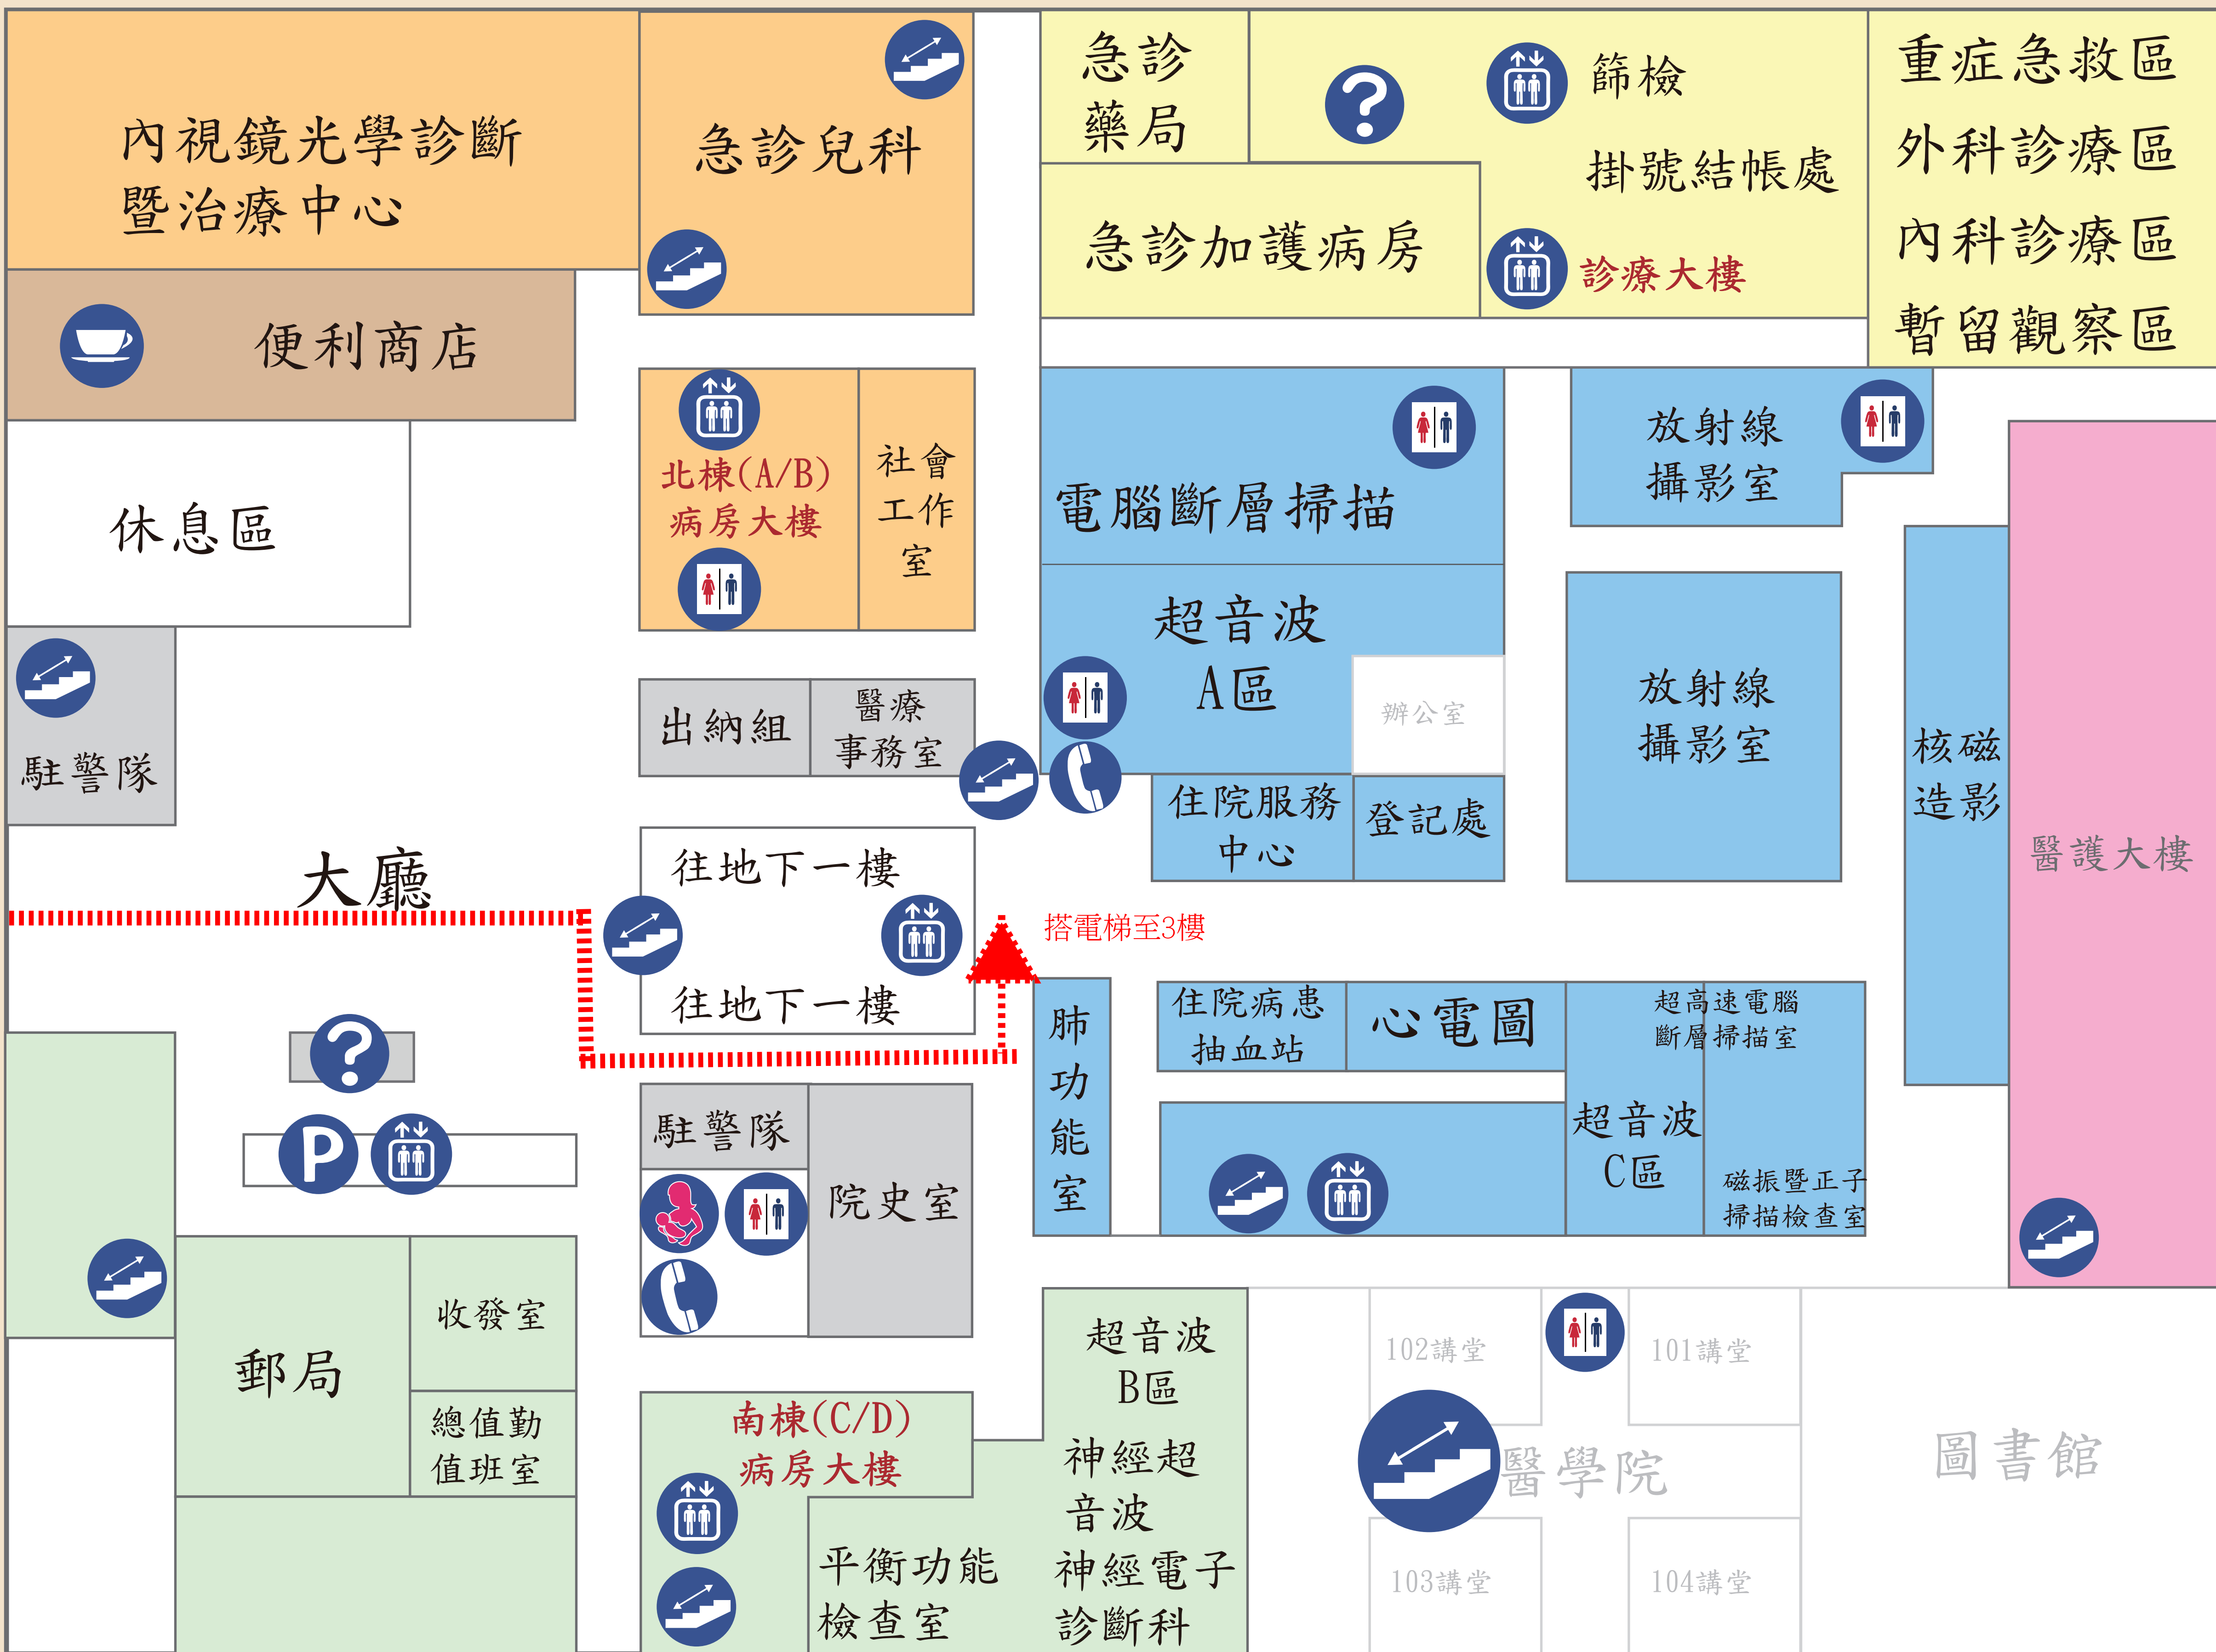 內視鏡光學診斷
暨治療中心
急診兒科
急診
藥局
篩檢
掛號結帳處
急診加護病房
診療大樓
重症急救區
外科診療區
內科診療區
暫留觀察區
便利商店
休息區
北棟(A/B)
病房大樓
社會
工作
室
電腦斷層掃描
放射線
攝影室
超音波
A區
辦公室
放射線
攝影室
核磁
造影
醫護大樓
駐警隊
出納組
醫療
事務室
住院服務
中心
登記處
大廳
往地下一樓
往地下一樓
搭電梯至3樓
肺
功
能
室
住院病患
抽血站
心電圖
超高速電腦
斷層掃描室
超音波
C區
磁振暨正子
掃描檢查室
P
駐警隊
院史室
郵局
收發室
總值勤
值班室
南棟(C/D)
病房大樓
平衡功能
檢查室
超音波
B區
神經超
音波
神經電子
診斷科
102講堂
101講堂
醫學院
圖書館
103講堂
104講堂